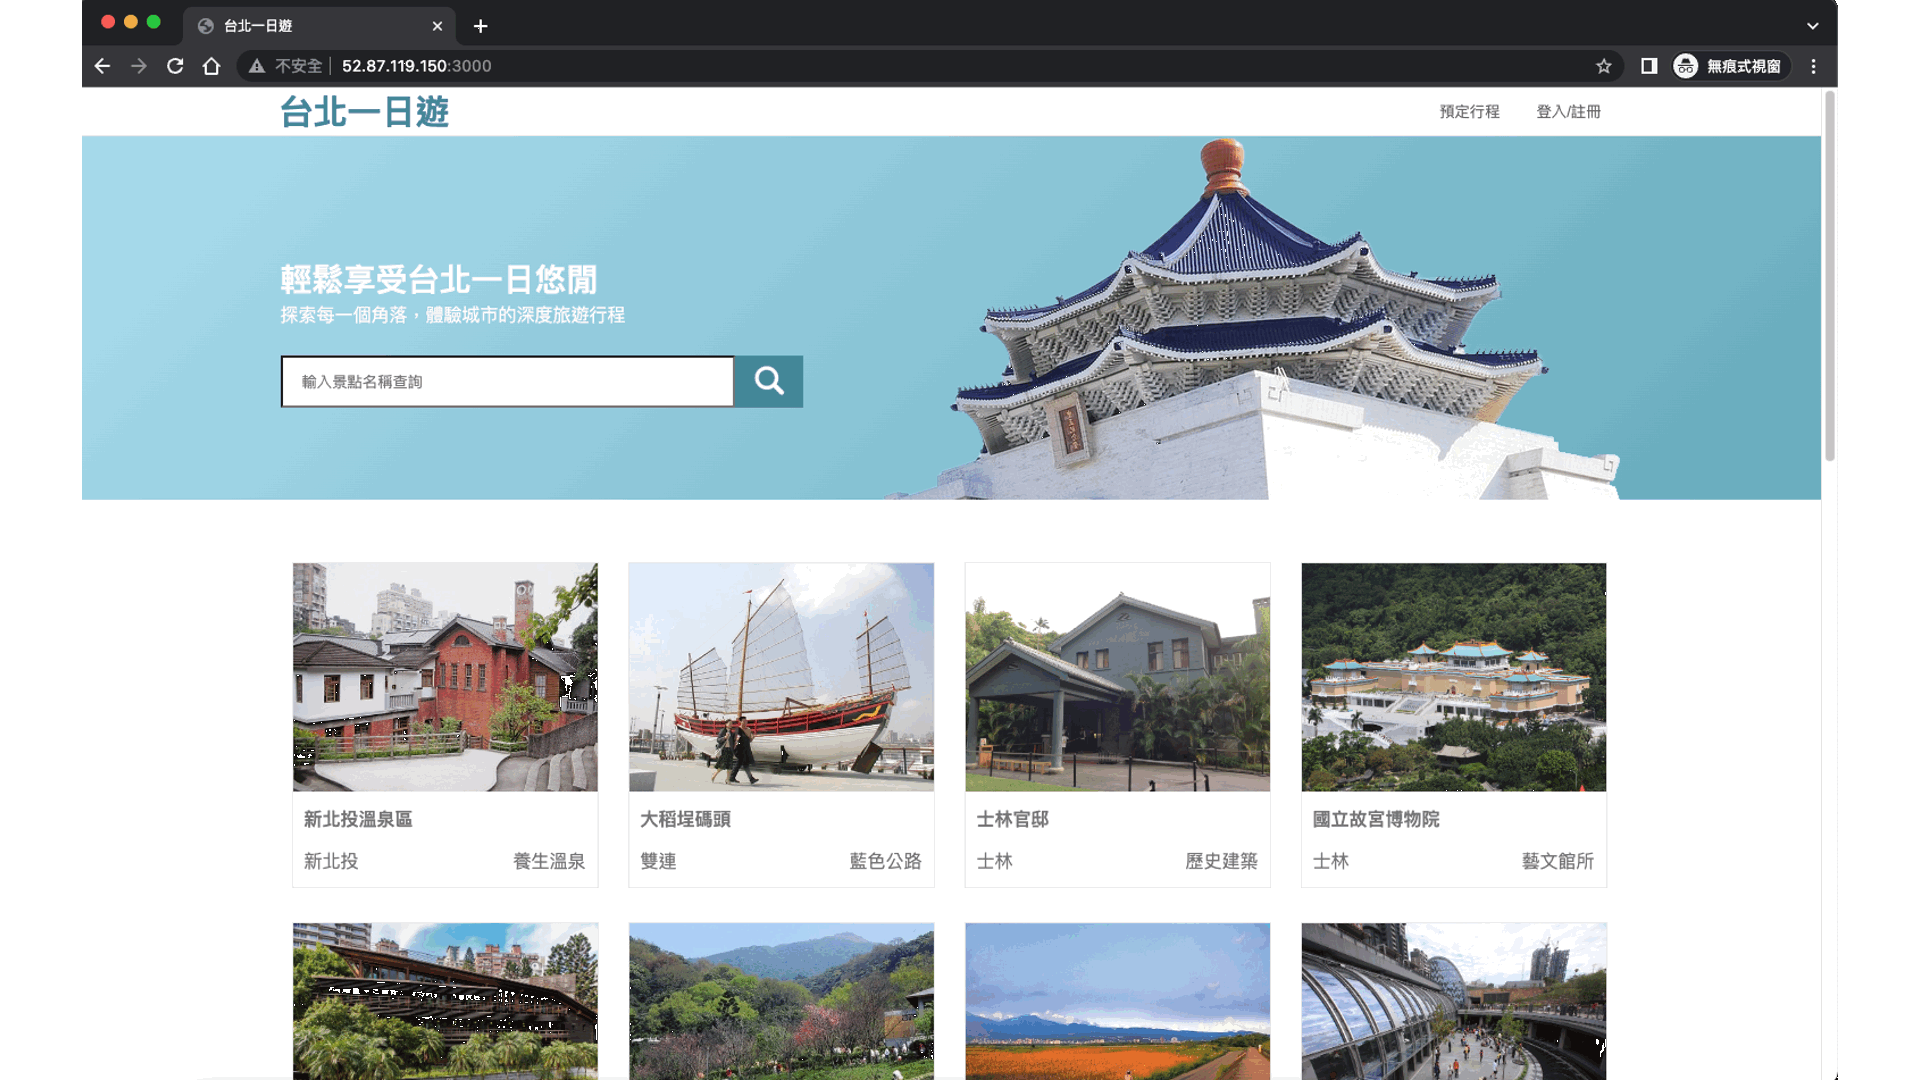 台北一日遊
不安全 52.87.119.150:3000
無痕式視窗
台北一日遊
預定行程
登入/註冊
輕鬆享受台北一日悠閒
探索每一個角落，體驗城市的深度旅遊行程
輸入景點名稱查詢
新北投溫泉區
新北投 養生溫泉
大稻埕碼頭
雙連 藍色公路
士林官邸
士林 歷史建築
國立故宮博物院
士林 藝文館所